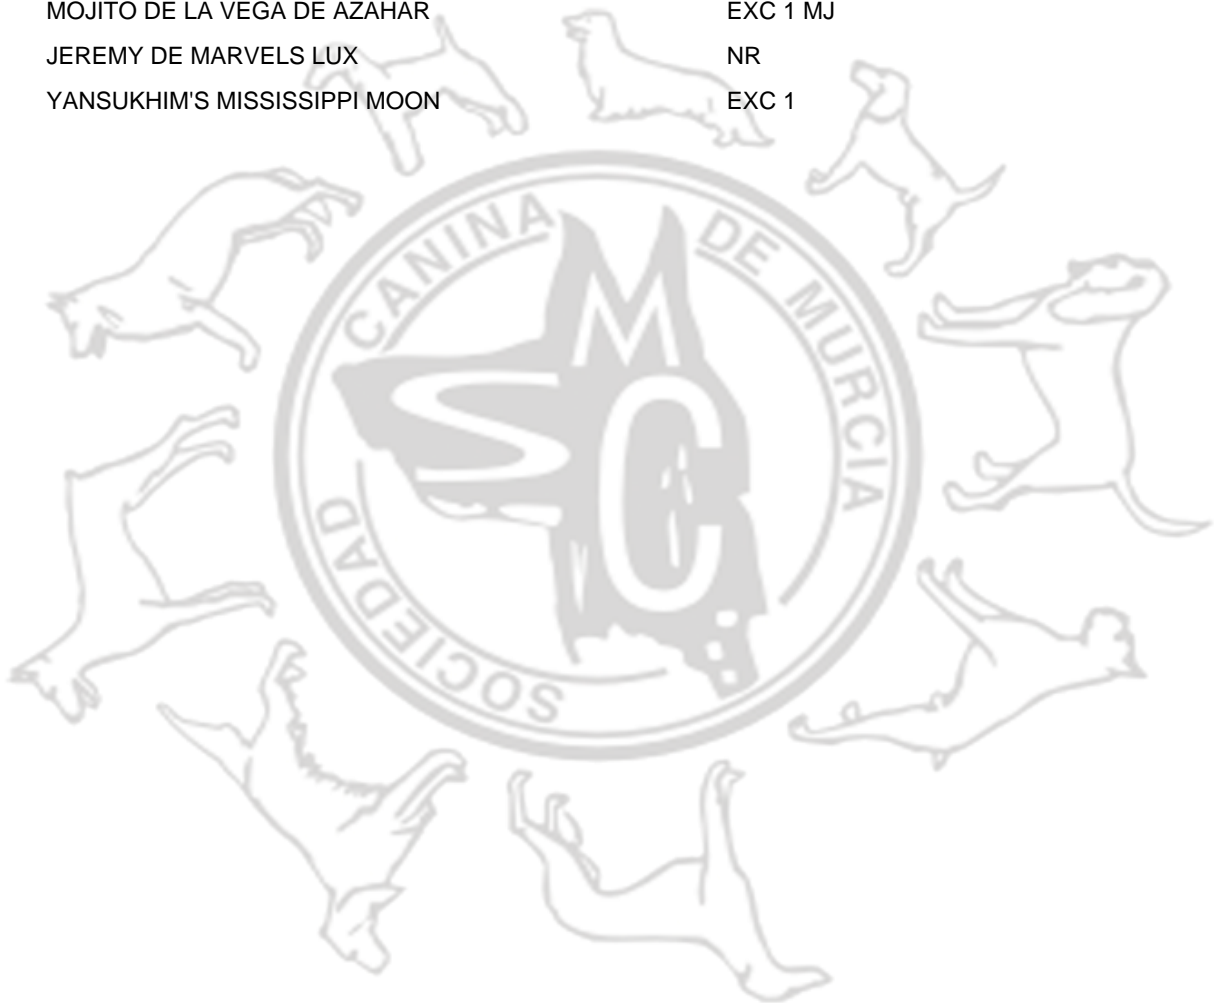 MOJITO DE LA VEGA DE AZAHAR EXC 1 MJ
JEREMY DE MARVELS LUX NR
YANSUKHIM'S MISSISSIPPI MOON EXC 1
SOCIEDAD CANINA DE MURCIA
M
S
C